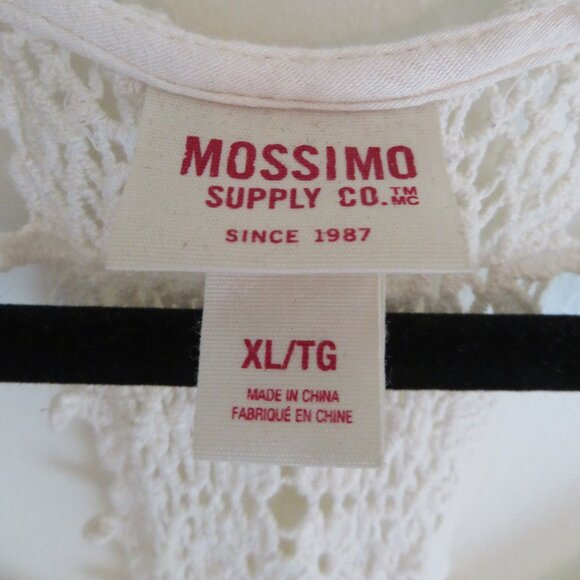 MOSSIMO
SUPPLY CO.™ MC
SINCE 1987
XL/TG
MADE IN CHINA
FABRIQUÉ EN CHINE